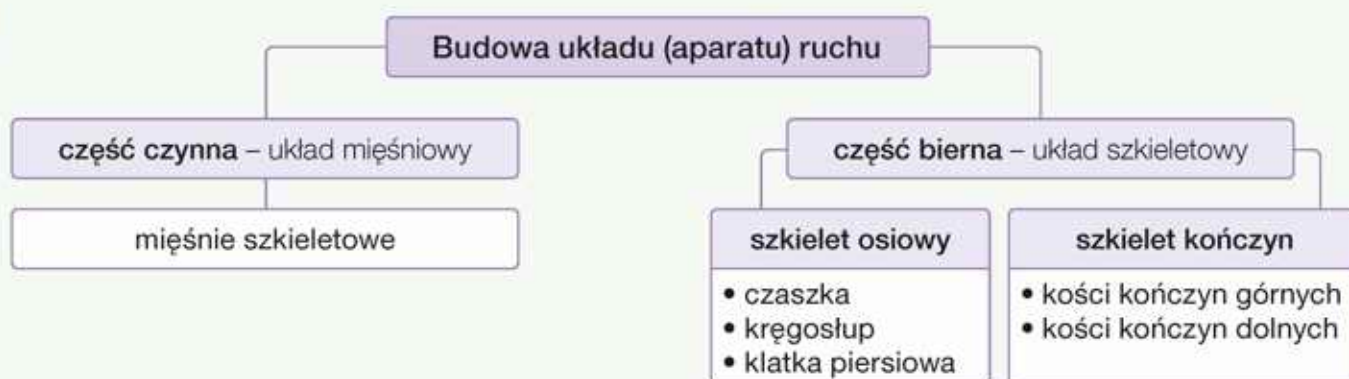 Budowa układu (aparatu) ruchu
część czynna – układ mięśniowy
mięśnie szkieletowe
część bierna – układ szkieletowy
szkielet osiowy
• czaszka
• kręgosłup
• klatka piersiowa
szkielet kończyn
• kości kończyn górnych
• kości kończyn dolnych